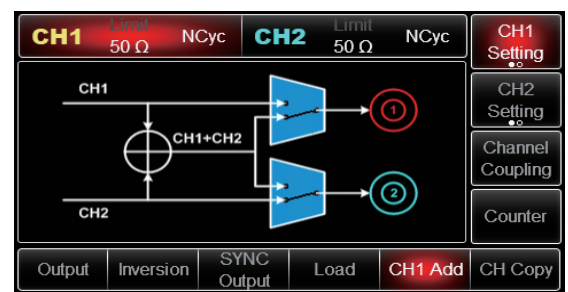 CH1 Limit 50 Ω NCyc CH2 Limit 50 Ω NCyc
CH1 Setting
CH2 Setting
Channel Coupling
Counter
CH1
CH1+CH2
CH2
1
2
Output Inversion SYNC Output Load CH1 Add CH Copy